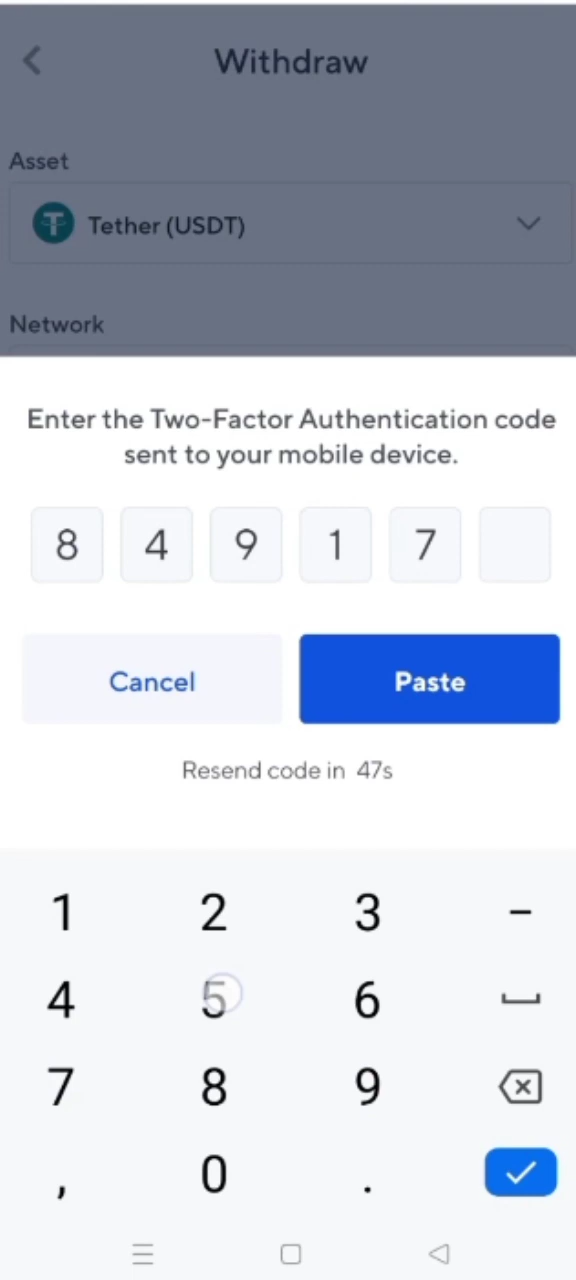 Withdraw
Asset
Tether (USDT)
Network
Enter the Two-Factor Authentication code
sent to your mobile device.
8 4 9 1 7
Cancel Paste
Resend code in 47s
1 2 3 -
4 5 6
7 8 9
, 0 .